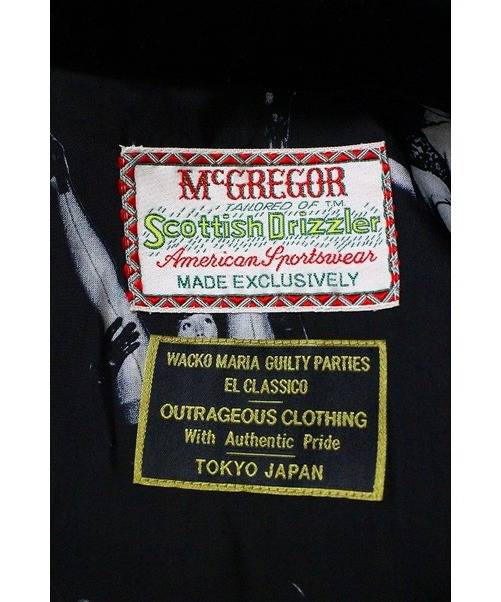 McGREGOR
TAILORED OF T.M.
Scottish Drizzler
American Sportswear
MADE EXCLUSIVELY
WACKO MARIA GUILTY PARTIES
EL CLASSICO
OUTRAGEOUS CLOTHING
With Authentic Pride
TOKYO JAPAN